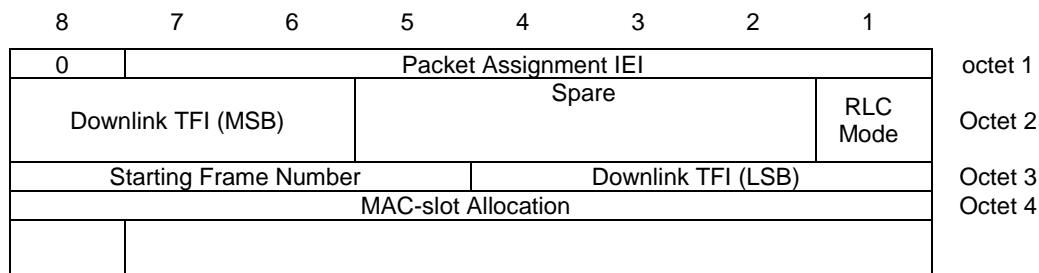 8 7 6 5 4 3 2 1
0 Packet Assignment IEI octet 1
Downlink TFI (MSB) Spare RLC Mode Octet 2
Starting Frame Number Downlink TFI (LSB) Octet 3
MAC-slot Allocation Octet 4